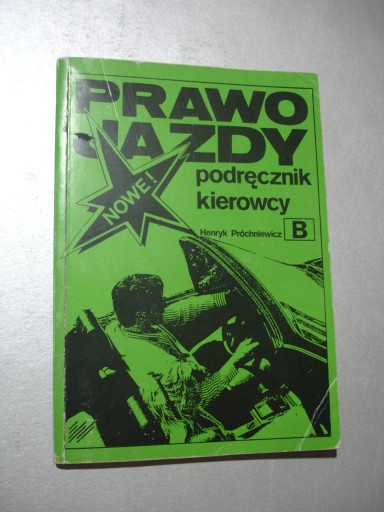 PRAWO
JAZDY
NOWE!
podręcznik
kierowcy
Henryk Próchniewicz B